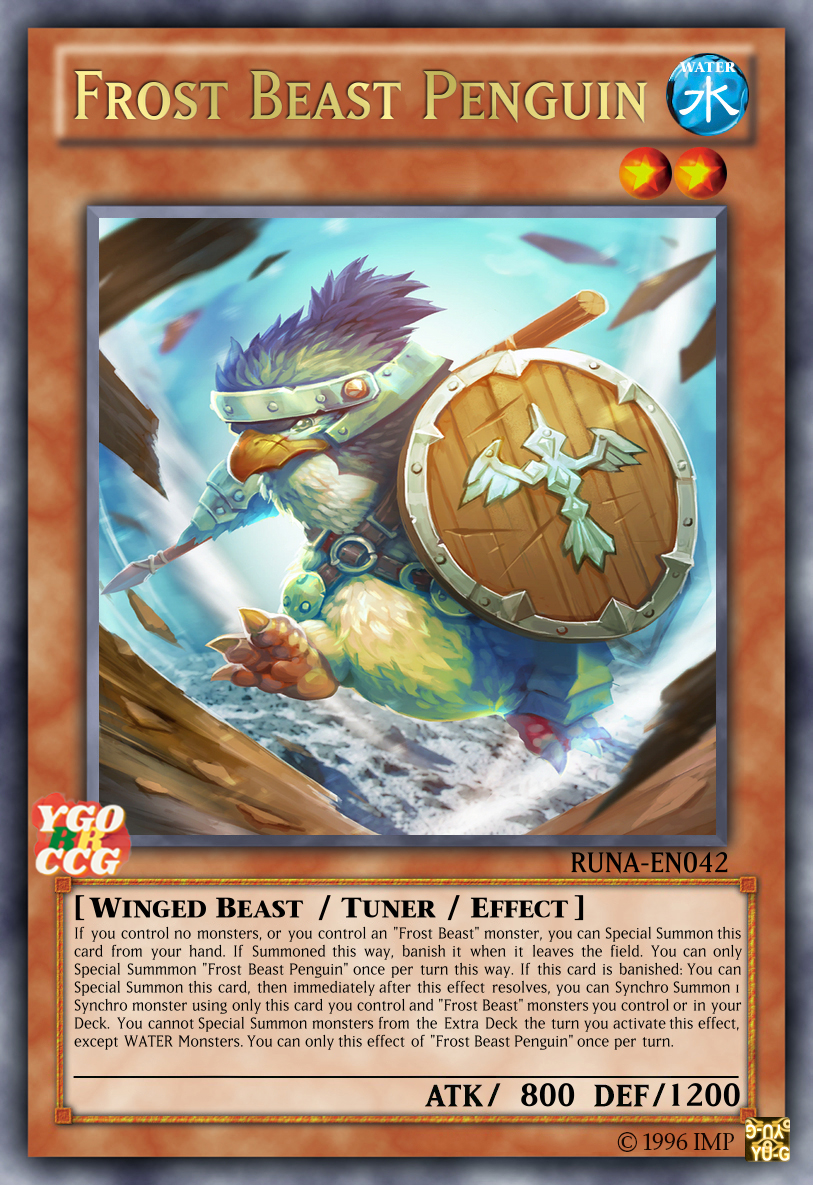 Frost Beast Penguin
WATER
水
YGO
CCG
RUNA-EN042
[ Winged Beast / Tuner / Effect ]
If you control no monsters, or you control an "Frost Beast" monster, you can Special Summon this
card from your hand. If Summoned this way, banish it when it leaves the field. You can only
Special Summmon "Frost Beast Penguin" once per turn this way. If this card is banished: You can
Special Summon this card, then immediately after this effect resolves, you can Synchro Summon 1
Synchro monster using only this card you control and "Frost Beast" monsters you control or in your
Deck. You cannot Special Summon monsters from the Extra Deck the turn you activate this effect,
except WATER Monsters. You can only this effect of "Frost Beast Penguin" once per turn.
ATK/ 800 DEF/1200
© 1996 IMP